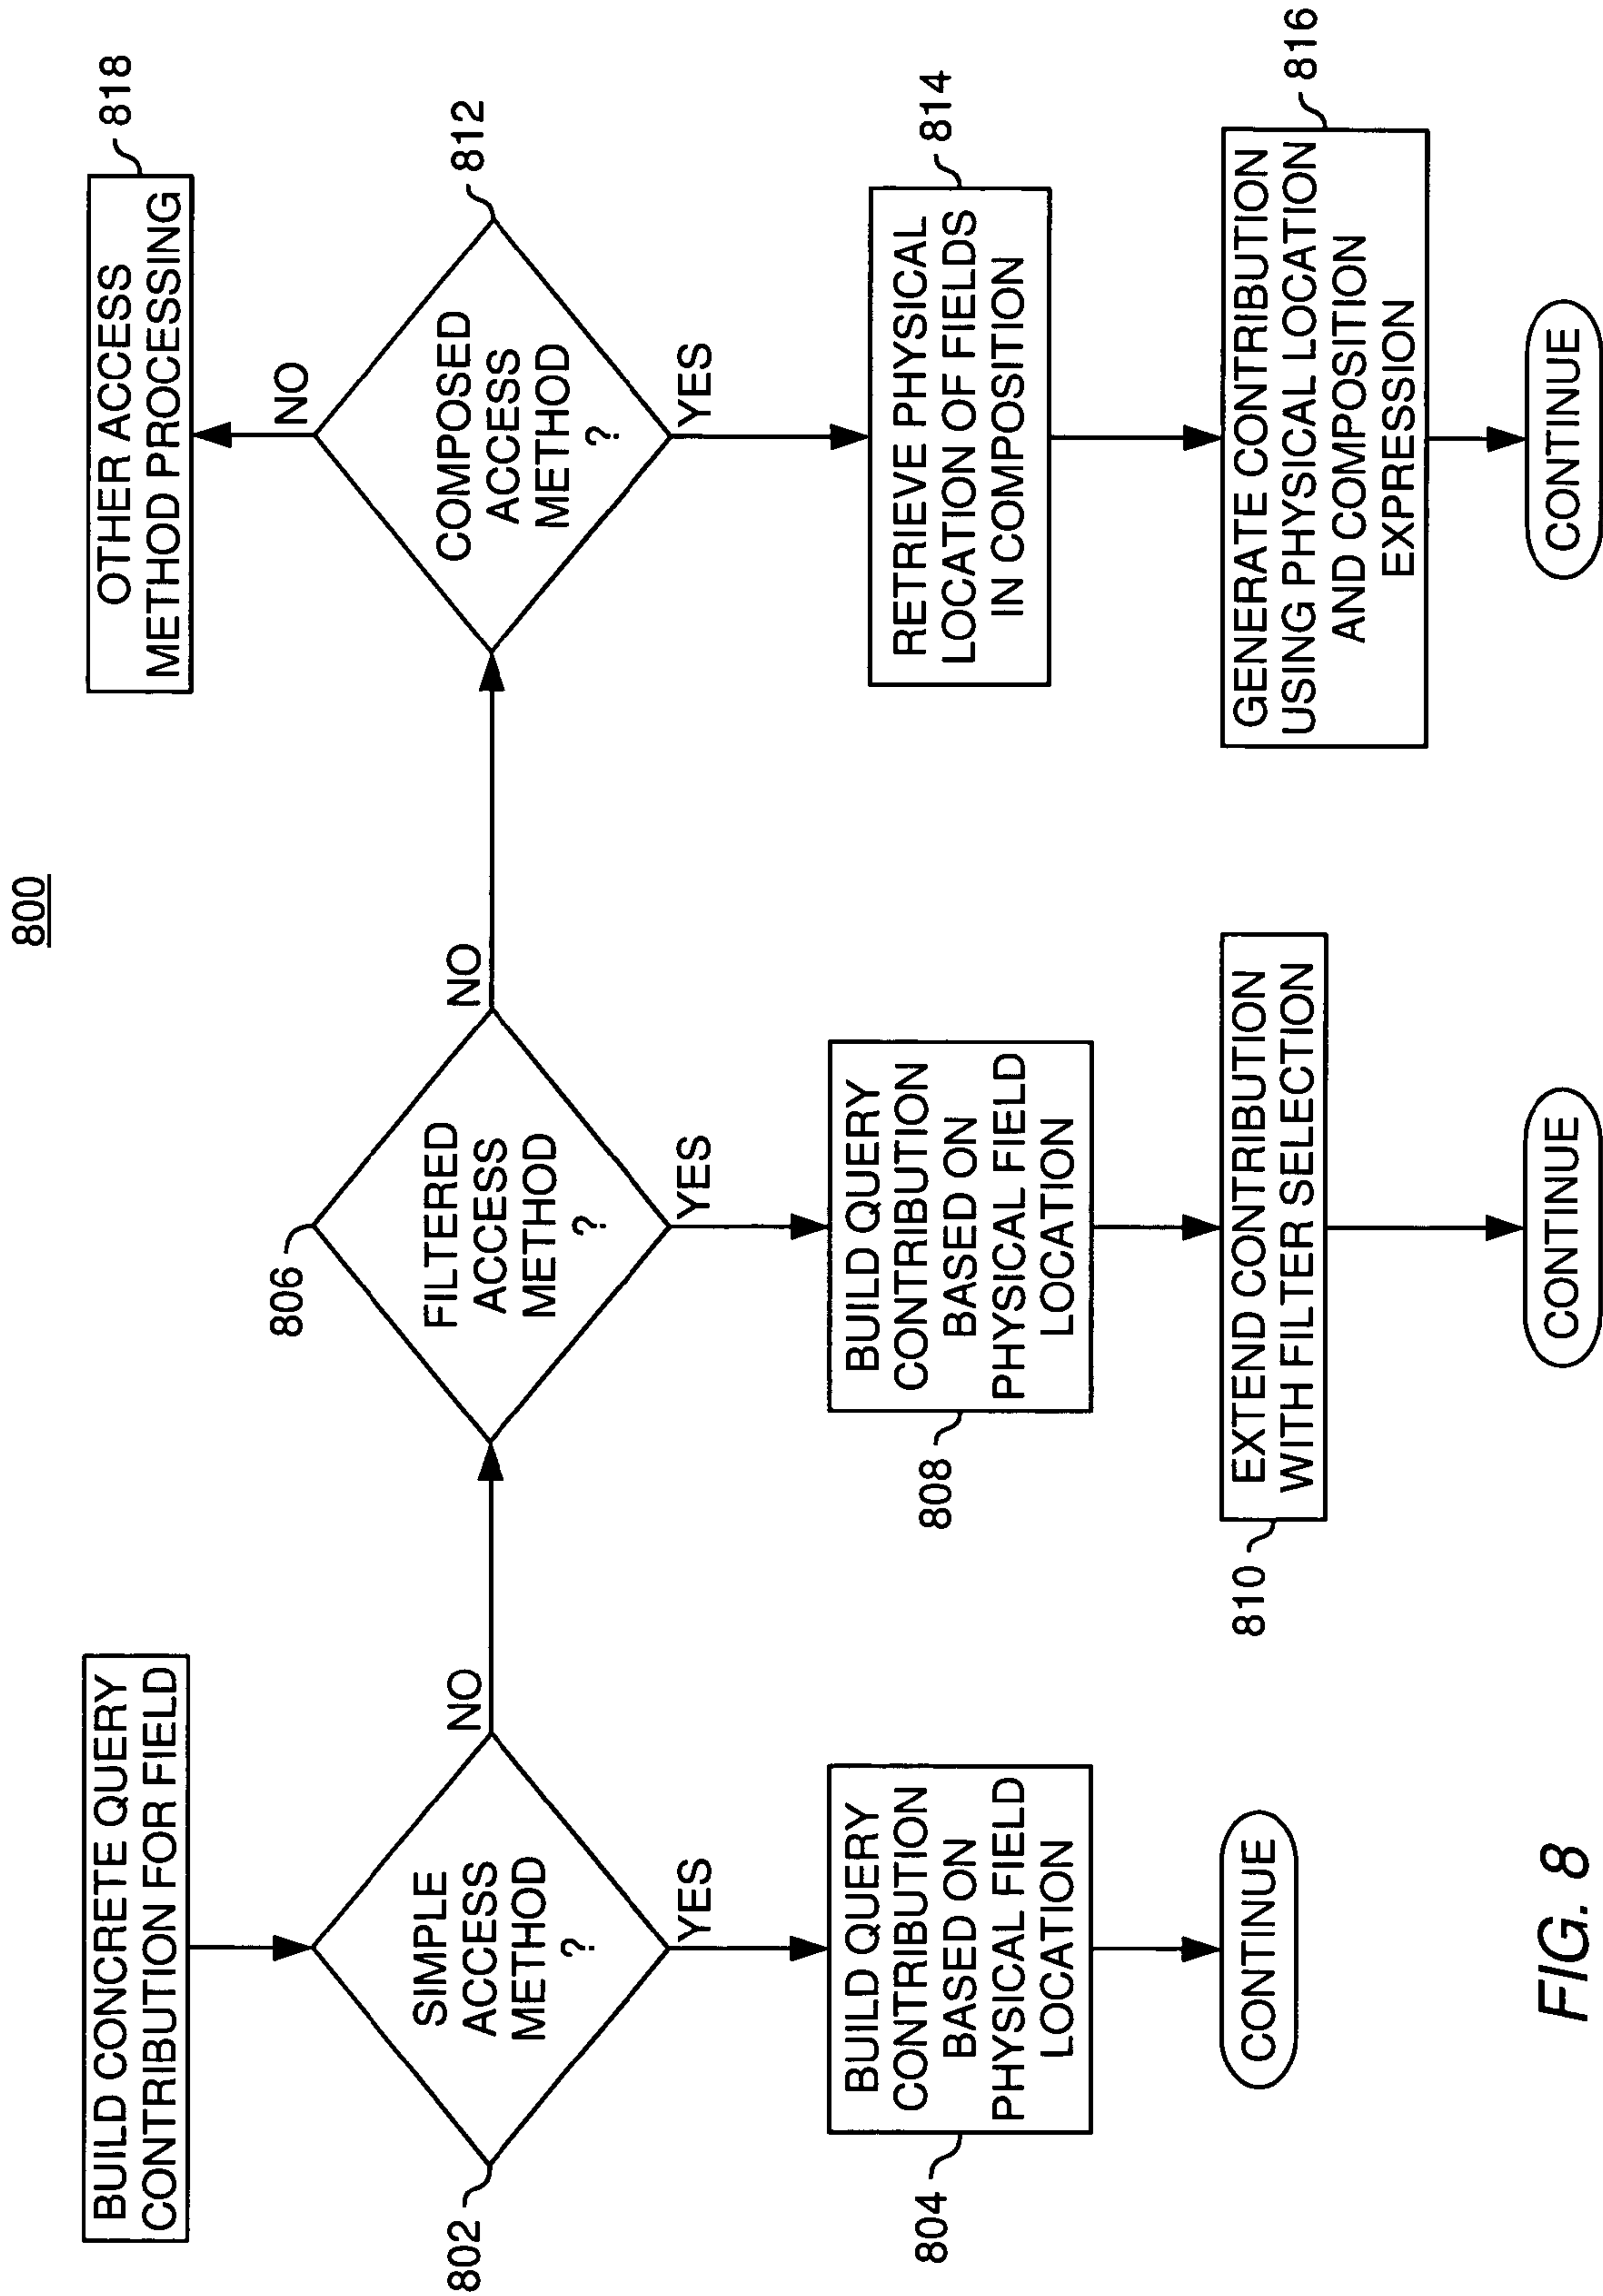 800
BUILD CONCRETE QUERY
CONTRIBUTION FOR FIELD
802
SIMPLE
ACCESS
METHOD
?
NO
YES
804
BUILD QUERY
CONTRIBUTION
BASED ON
PHYSICAL FIELD
LOCATION
CONTINUE
806
FILTERED
ACCESS
METHOD
?
NO
YES
808
BUILD QUERY
CONTRIBUTION
BASED ON
PHYSICAL FIELD
LOCATION
810
EXTEND CONTRIBUTION
WITH FILTER SELECTION
CONTINUE
OTHER ACCESS
METHOD PROCESSING
818
NO
812
COMPOSED
ACCESS
METHOD
?
YES
814
RETRIEVE PHYSICAL
LOCATION OF FIELDS
IN COMPOSITION
816
GENERATE CONTRIBUTION
USING PHYSICAL LOCATION
AND COMPOSITION
EXPRESSION
CONTINUE
FIG. 8